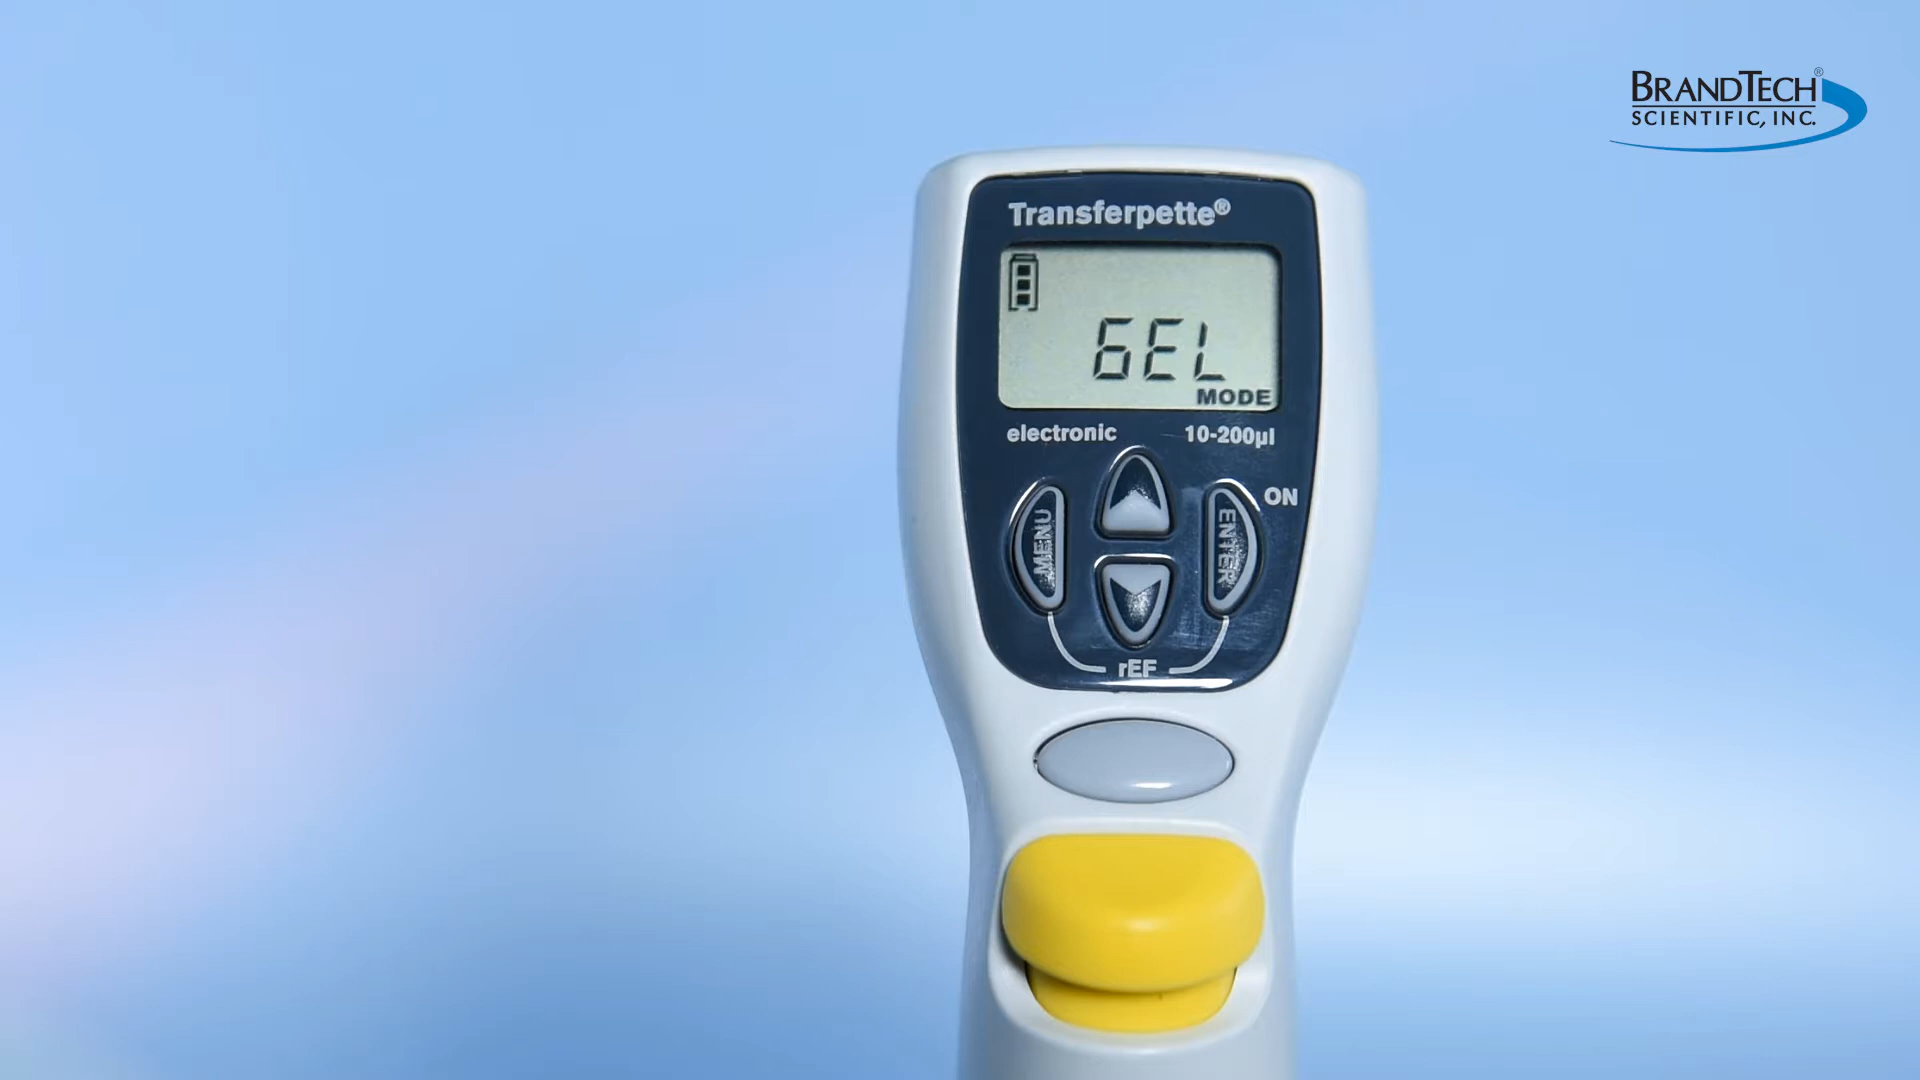 BRANDTECH®
SCIENTIFIC, INC.
Transferpette®
GEL
MODE
electronic 10-200µl
MENU
ENTER
ON
rEF